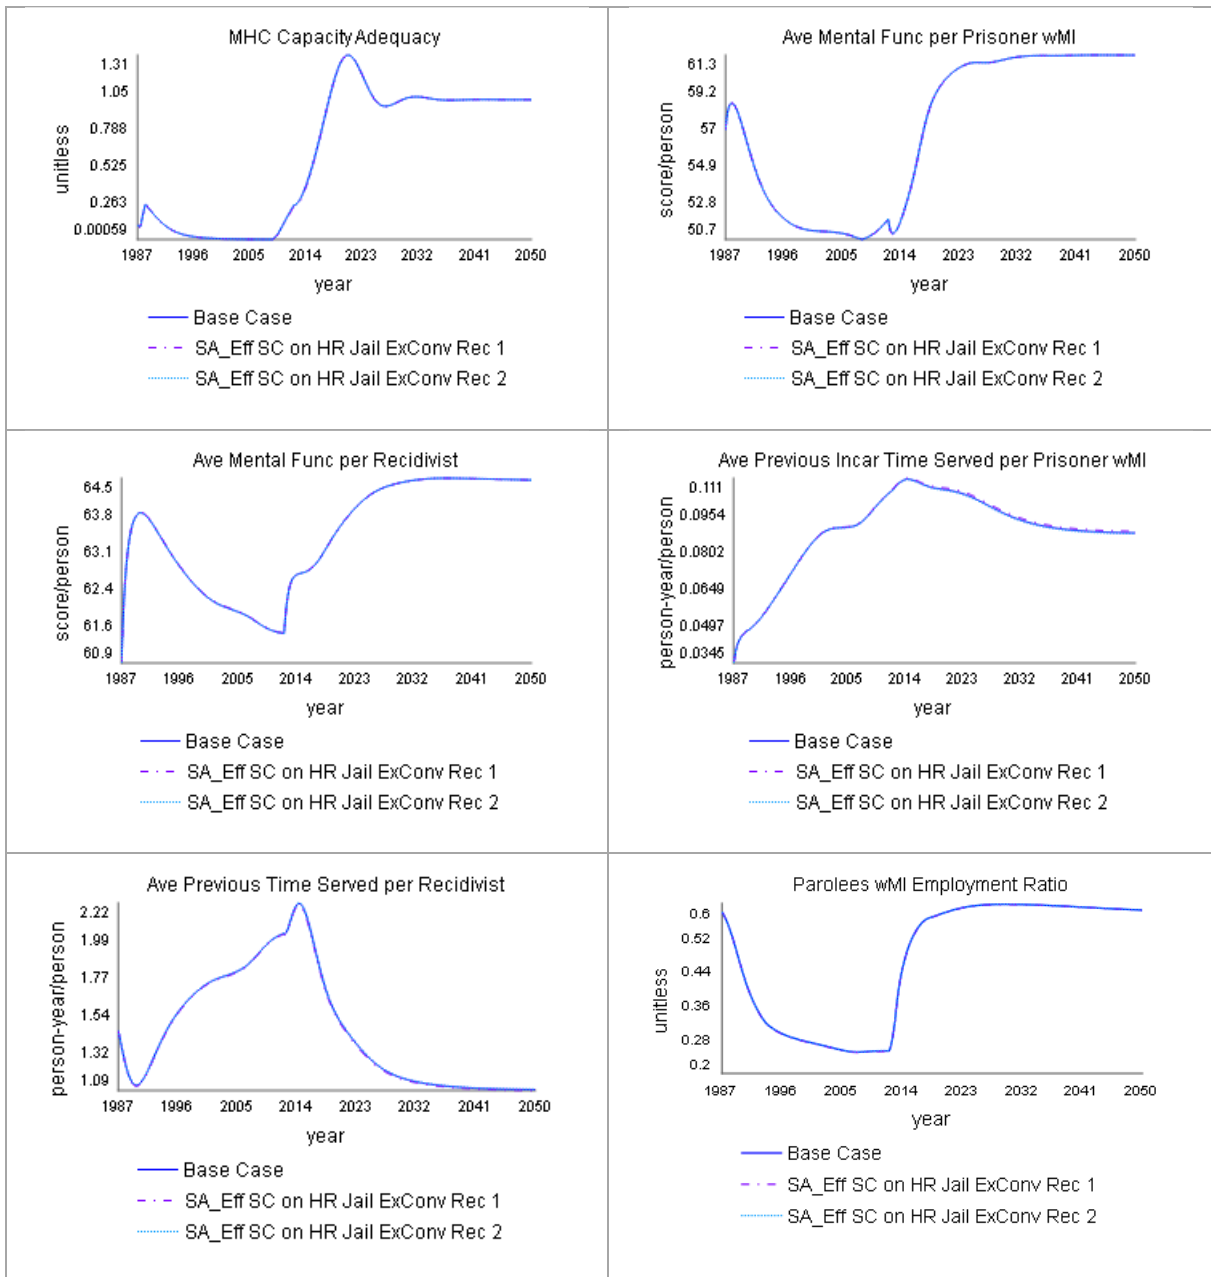 MHC Capacity Adequacy
1.31
1.05
0.788
0.525
0.263
0.00059
unitless
1987 1996 2005 2014 2023 2032 2041 2050
year
Base Case
SA_Eff SC on HR Jail ExConv Rec 1
SA_Eff SC on HR Jail ExConv Rec 2
Ave Mental Func per Prisoner wMI
61.3
59.2
57
54.9
52.8
50.7
score/person
1987 1996 2005 2014 2023 2032 2041 2050
year
Base Case
SA_Eff SC on HR Jail ExConv Rec 1
SA_Eff SC on HR Jail ExConv Rec 2
Ave Mental Func per Recidivist
64.5
63.8
63.1
62.4
61.6
60.9
score/person
1987 1996 2005 2014 2023 2032 2041 2050
year
Base Case
SA_Eff SC on HR Jail ExConv Rec 1
SA_Eff SC on HR Jail ExConv Rec 2
Ave Previous Incar Time Served per Prisoner wMI
0.111
0.0954
0.0802
0.0649
0.0497
0.0345
person-year/person
1987 1996 2005 2014 2023 2032 2041 2050
year
Base Case
SA_Eff SC on HR Jail ExConv Rec 1
SA_Eff SC on HR Jail ExConv Rec 2
Ave Previous Time Served per Recidivist
2.22
1.99
1.77
1.54
1.32
1.09
person-year/person
1987 1996 2005 2014 2023 2032 2041 2050
year
Base Case
SA_Eff SC on HR Jail ExConv Rec 1
SA_Eff SC on HR Jail ExConv Rec 2
Parolees wMI Employment Ratio
0.6
0.52
0.44
0.36
0.28
0.2
unitless
1987 1996 2005 2014 2023 2032 2041 2050
year
Base Case
SA_Eff SC on HR Jail ExConv Rec 1
SA_Eff SC on HR Jail ExConv Rec 2